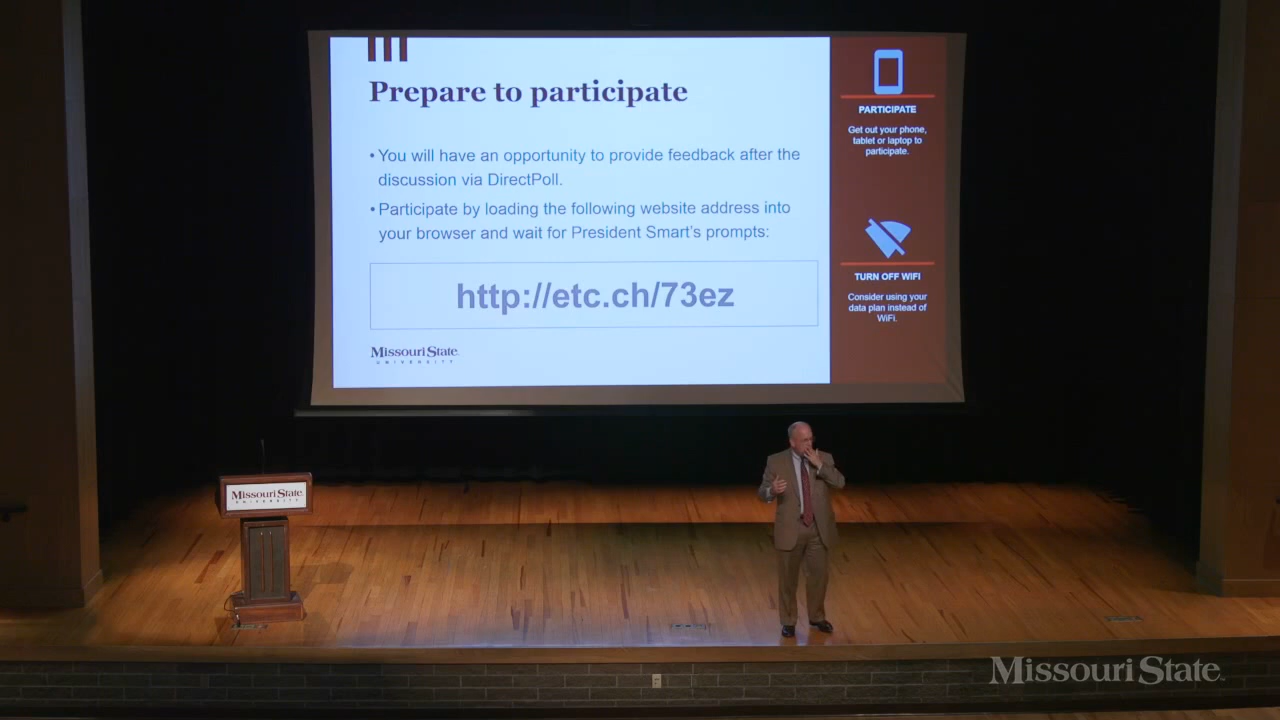 Prepare to participate
• You will have an opportunity to provide feedback after the
discussion via DirectPoll.
• Participate by loading the following website address into
your browser and wait for President Smart's prompts:
http://etc.ch/73ez
Missouri State
UNIVERSITY
PARTICIPATE
Get out your phone,
tablet or laptop to
participate.
TURN OFF WIFI
Consider using your
data plan instead of
WiFi.
Missouri State
UNIVERSITY
Missouri State